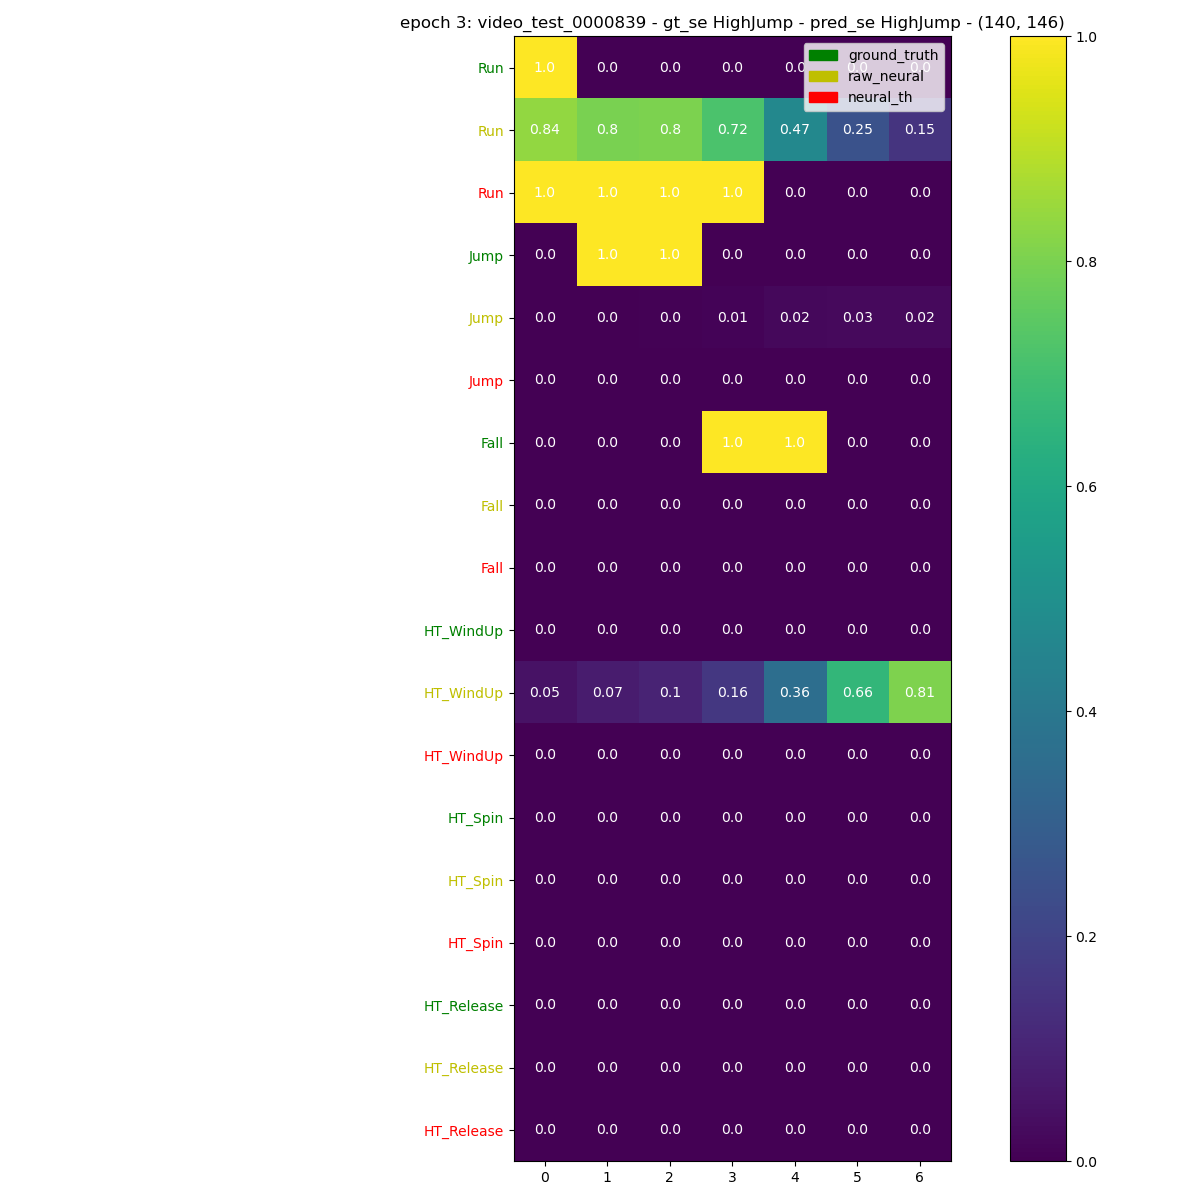 epoch 3: video_test_0000839 - gt_se HighJump - pred_se HighJump - (140, 146)
ground_truth
raw_neural
neural_th
Run 1.0 0.0 0.0 0.0 0.0 0.0 0.0
Run 0.84 0.8 0.8 0.72 0.47 0.25 0.15
Run 1.0 1.0 1.0 1.0 0.0 0.0 0.0
Jump 0.0 1.0 1.0 0.0 0.0 0.0 0.0
Jump 0.0 0.0 0.0 0.01 0.02 0.03 0.02
Jump 0.0 0.0 0.0 0.0 0.0 0.0 0.0
Fall 0.0 0.0 0.0 1.0 1.0 0.0 0.0
Fall 0.0 0.0 0.0 0.0 0.0 0.0 0.0
Fall 0.0 0.0 0.0 0.0 0.0 0.0 0.0
HT_WindUp 0.0 0.0 0.0 0.0 0.0 0.0 0.0
HT_WindUp 0.05 0.07 0.1 0.16 0.36 0.66 0.81
HT_WindUp 0.0 0.0 0.0 0.0 0.0 0.0 0.0
HT_Spin 0.0 0.0 0.0 0.0 0.0 0.0 0.0
HT_Spin 0.0 0.0 0.0 0.0 0.0 0.0 0.0
HT_Spin 0.0 0.0 0.0 0.0 0.0 0.0 0.0
HT_Release 0.0 0.0 0.0 0.0 0.0 0.0 0.0
HT_Release 0.0 0.0 0.0 0.0 0.0 0.0 0.0
HT_Release 0.0 0.0 0.0 0.0 0.0 0.0 0.0
0 1 2 3 4 5 6
1.0
0.8
0.6
0.4
0.2
0.0